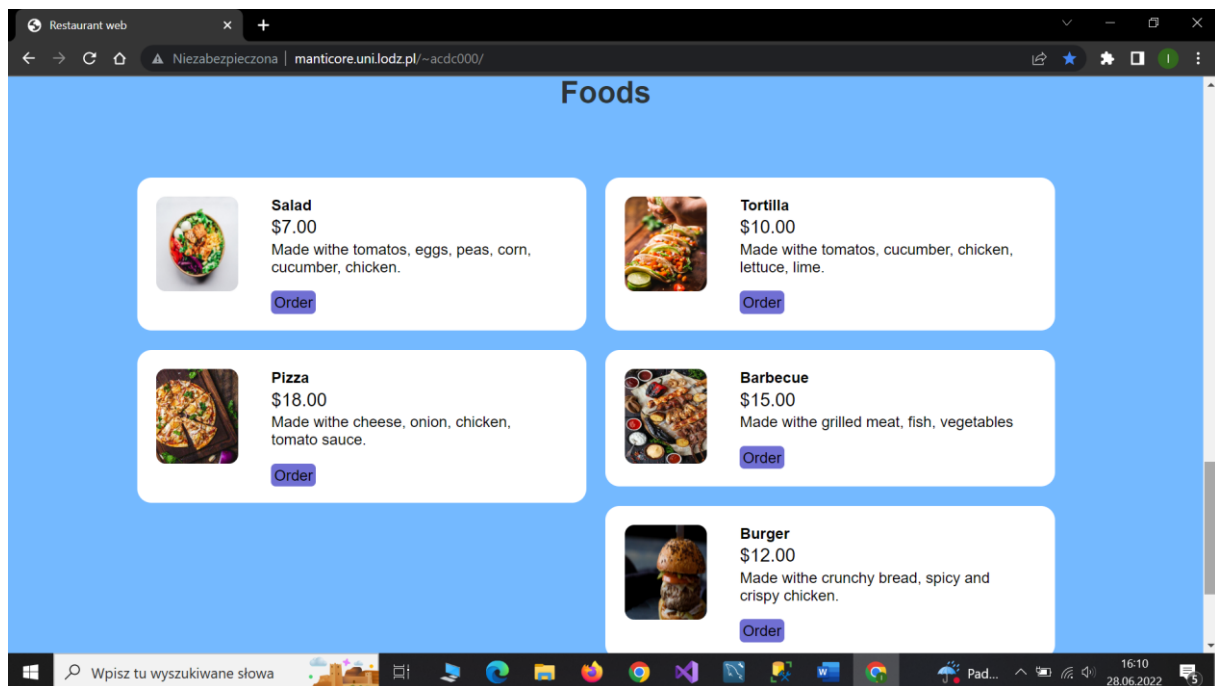 Restaurant web
Niezabezpieczona | manticore.uni.lodz.pl/~acdc000/
I
Foods
Salad
$7.00
Made withe tomatos, eggs, peas, corn,
cucumber, chicken.
Order
Tortilla
$10.00
Made withe tomatos, cucumber, chicken,
lettuce, lime.
Order
Pizza
$18.00
Made withe cheese, onion, chicken,
tomato sauce.
Order
Barbecue
$15.00
Made withe grilled meat, fish, vegetables
Order
Burger
$12.00
Made withe crunchy bread, spicy and
crispy chicken.
Order
Wpisz tu wyszukiwane słowa
Pad...
16:10
28.06.2022
5